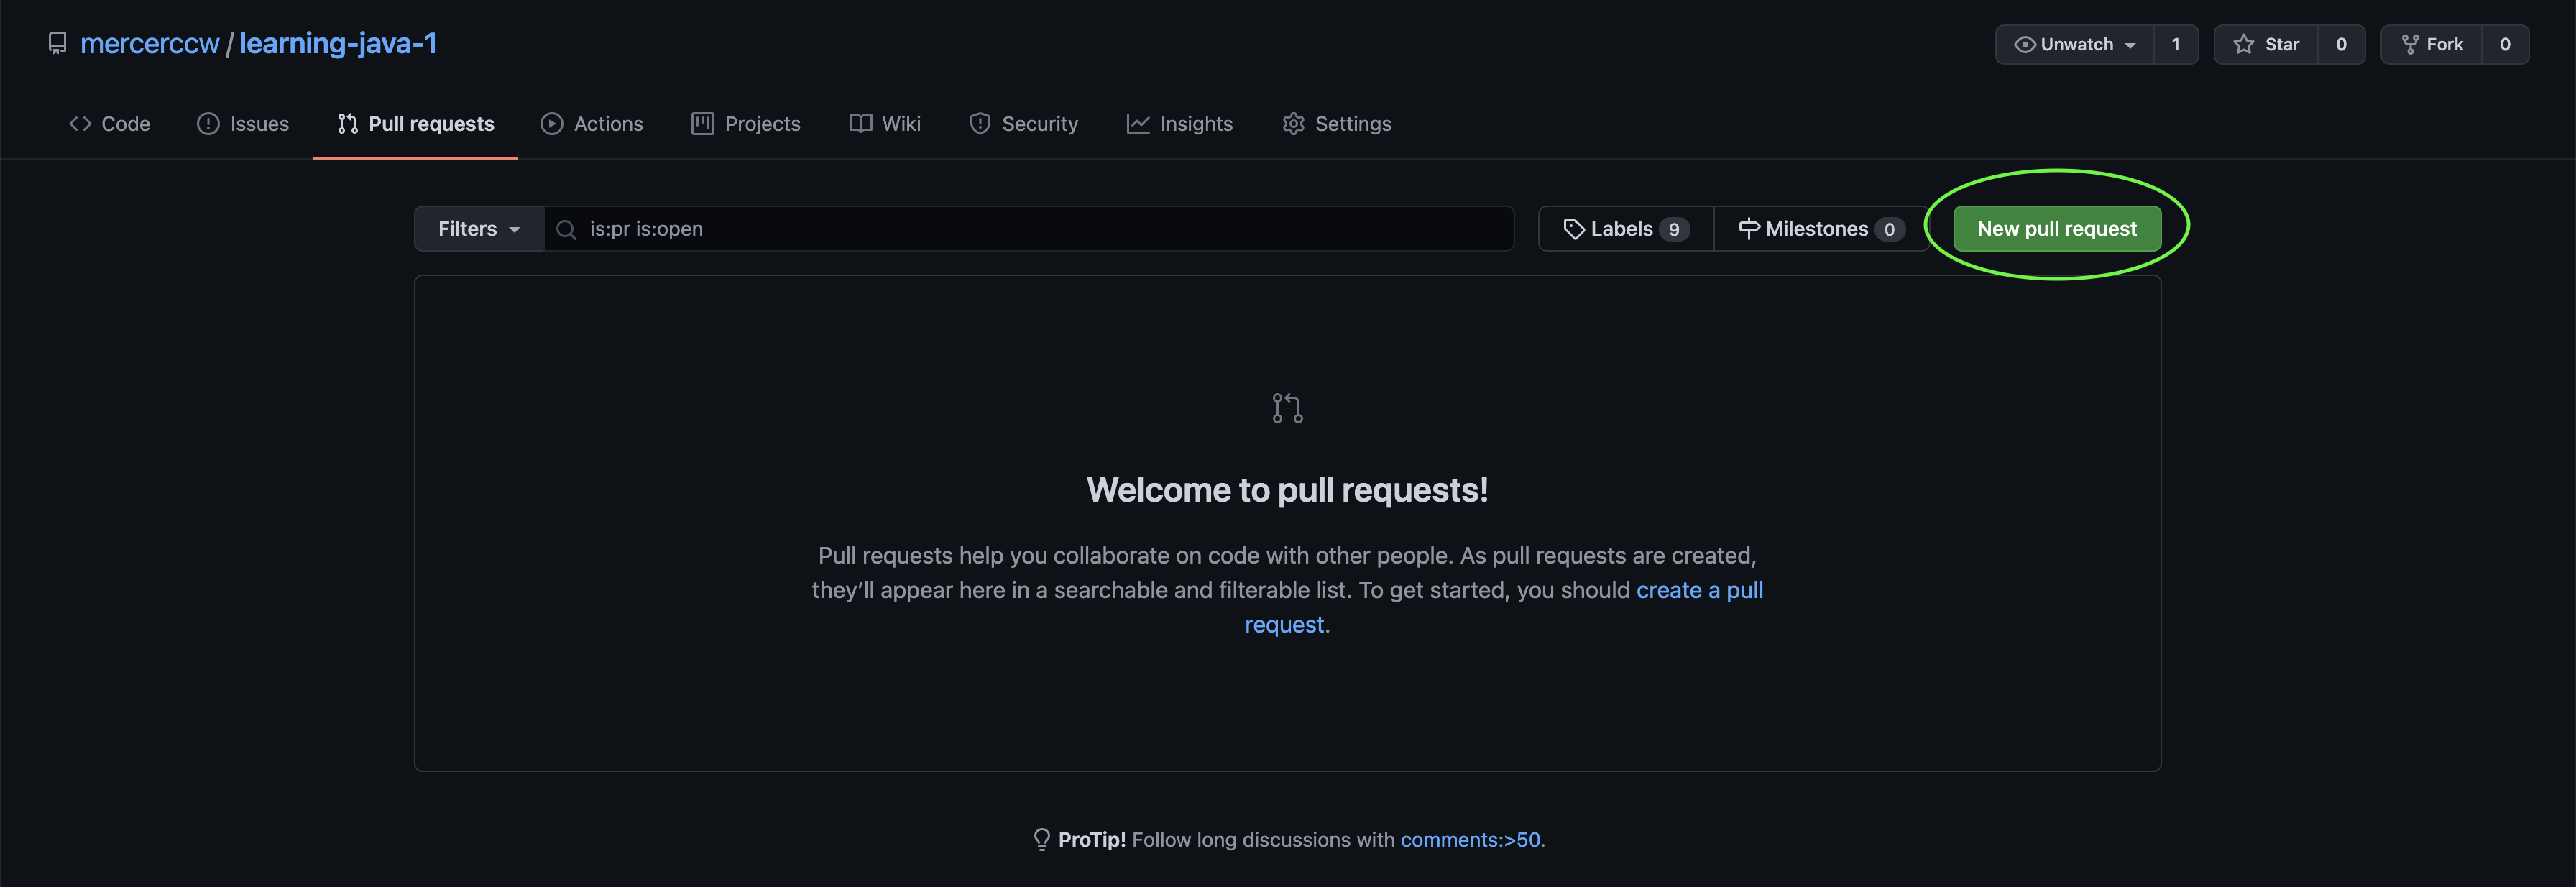 mercerccw / learning-java-1
Unwatch 1 Star 0 Fork 0
Code Issues Pull requests Actions Projects Wiki Security Insights Settings
Filters is:pr is:open Labels 9 Milestones 0 New pull request
Welcome to pull requests!
Pull requests help you collaborate on code with other people. As pull requests are created,
they’ll appear here in a searchable and filterable list. To get started, you should create a pull
request.
ProTip! Follow long discussions with comments:>50.